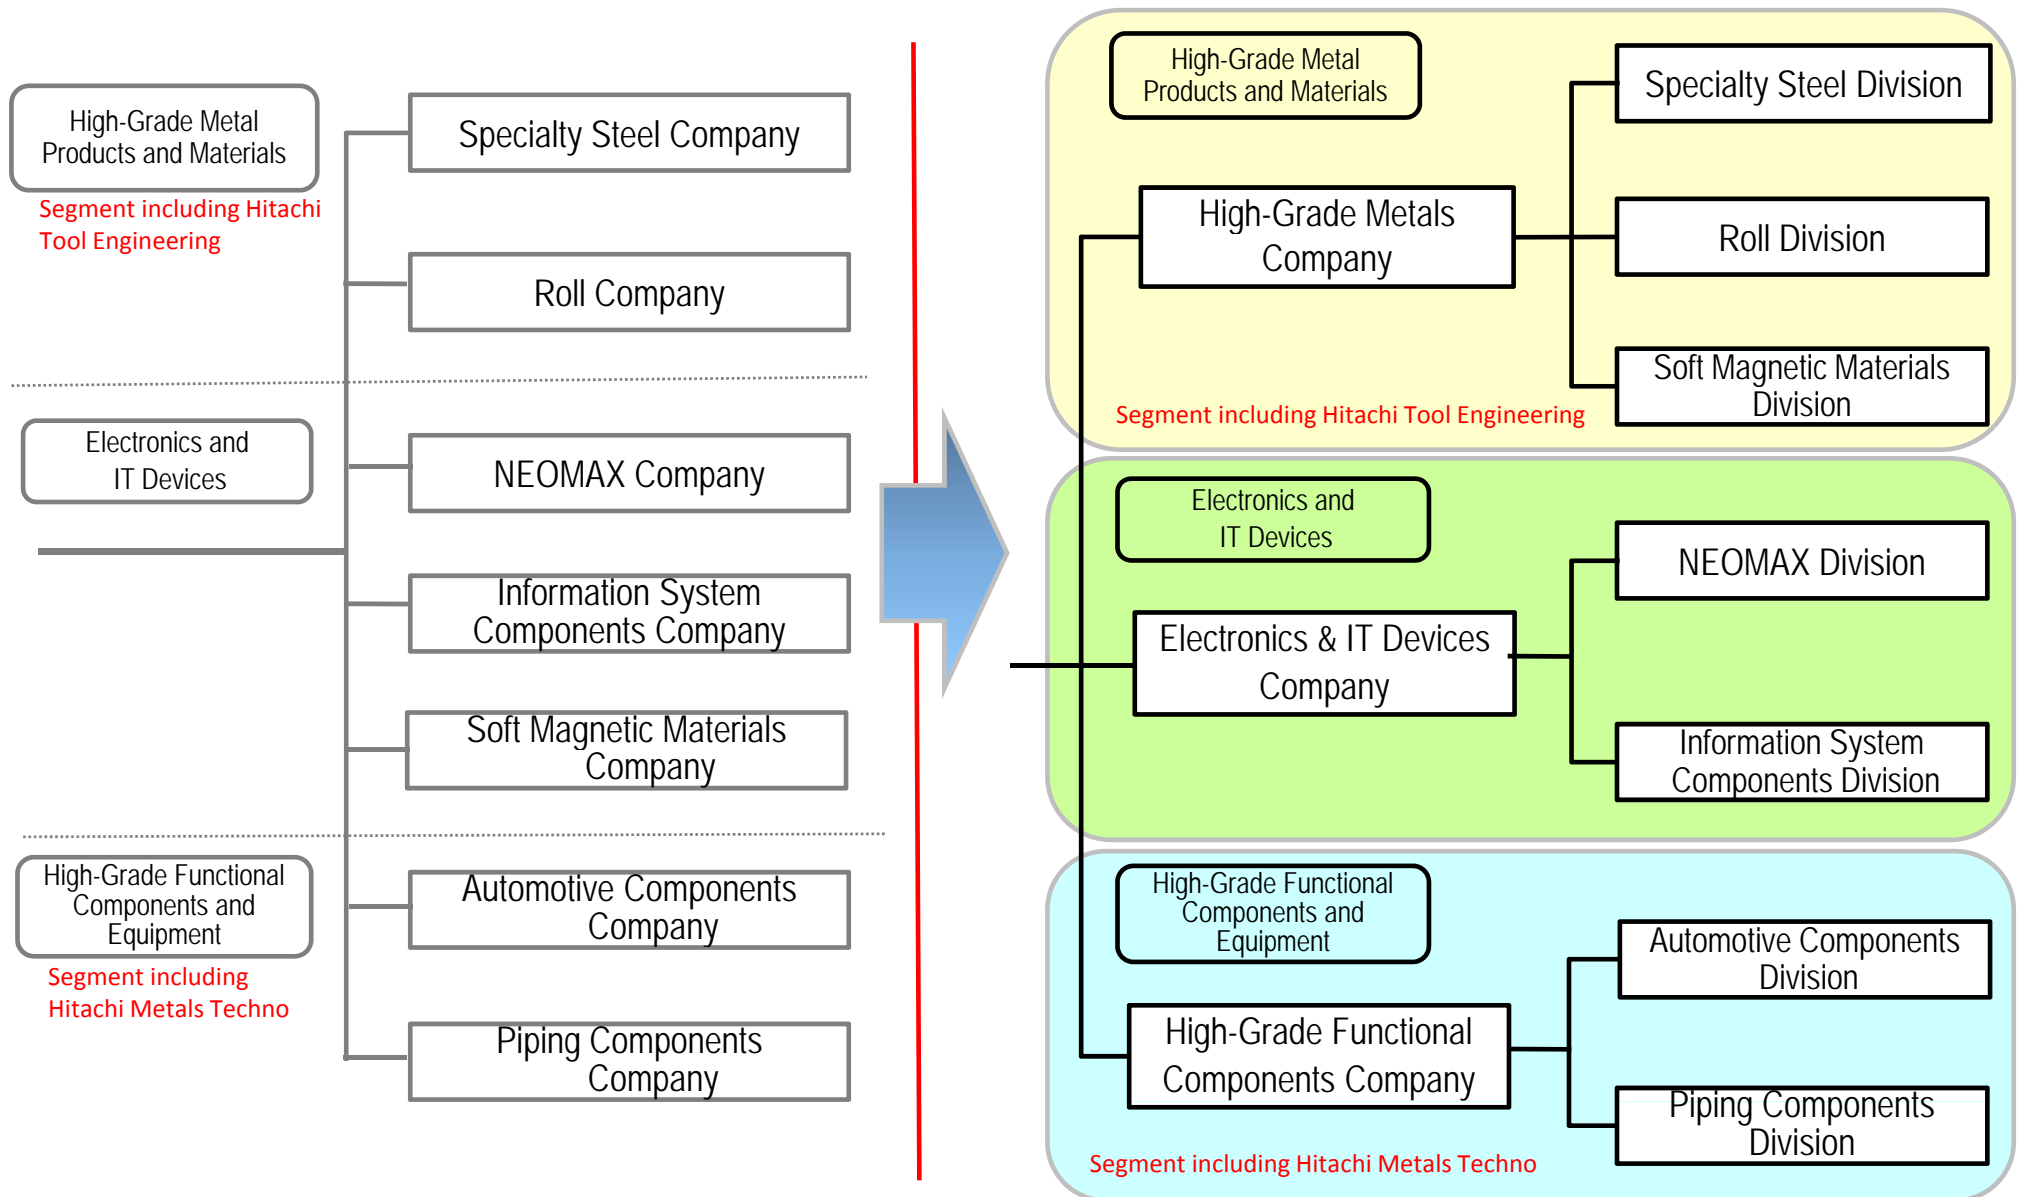 High-Grade Metal
Products and Materials
Segment including Hitachi
Tool Engineering
Specialty Steel Company
Roll Company
Electronics and
IT Devices
NEOMAX Company
Information System
Components Company
Soft Magnetic Materials
Company
High-Grade Functional
Components and
Equipment
Segment including
Hitachi Metals Techno
Automotive Components
Company
Piping Components
Company
High-Grade Metal
Products and Materials
High-Grade Metals
Company
Specialty Steel Division
Roll Division
Soft Magnetic Materials
Division
Segment including Hitachi Tool Engineering
Electronics and
IT Devices
Electronics & IT Devices
Company
NEOMAX Division
Information System
Components Division
High-Grade Functional
Components and
Equipment
High-Grade Functional
Components Company
Automotive Components
Division
Piping Components
Division
Segment including Hitachi Metals Techno